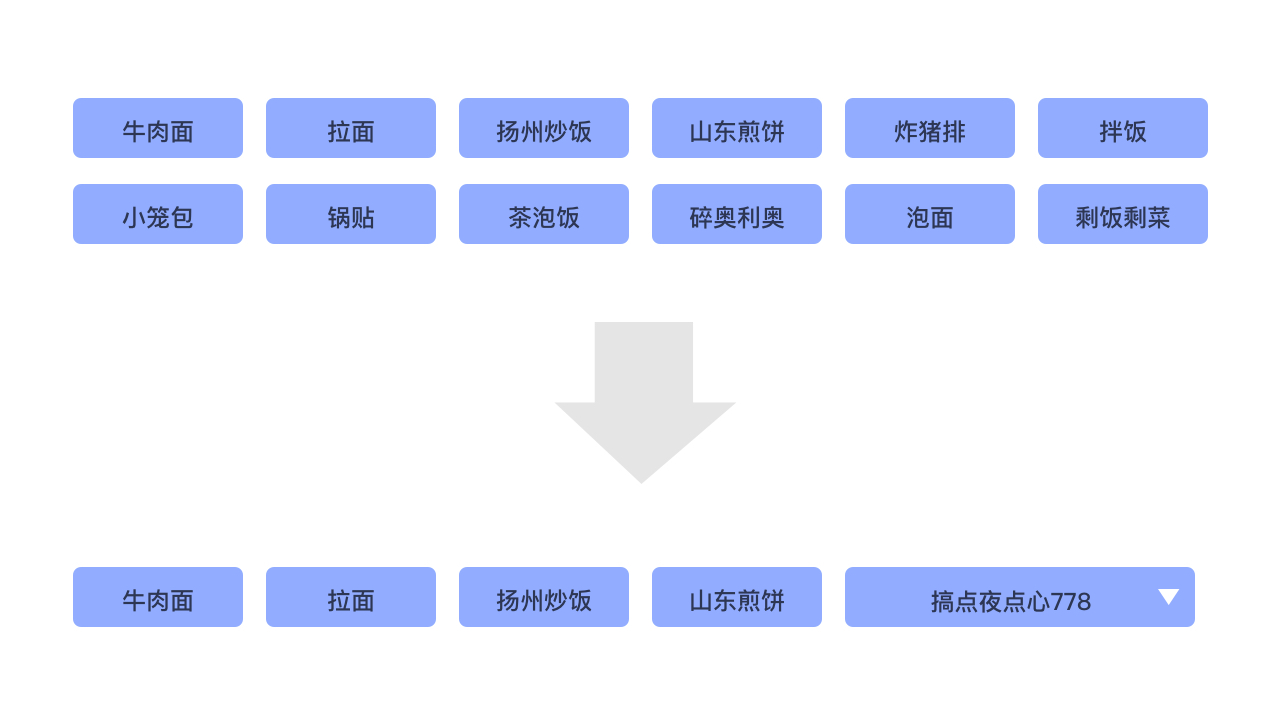 牛肉面 拉面 扬州炒饭 山东煎饼 炸猪排 拌饭
小笼包 锅贴 茶泡饭 碎奥利奥 泡面 剩饭剩菜
牛肉面 拉面 扬州炒饭 山东煎饼 搞点夜点心778